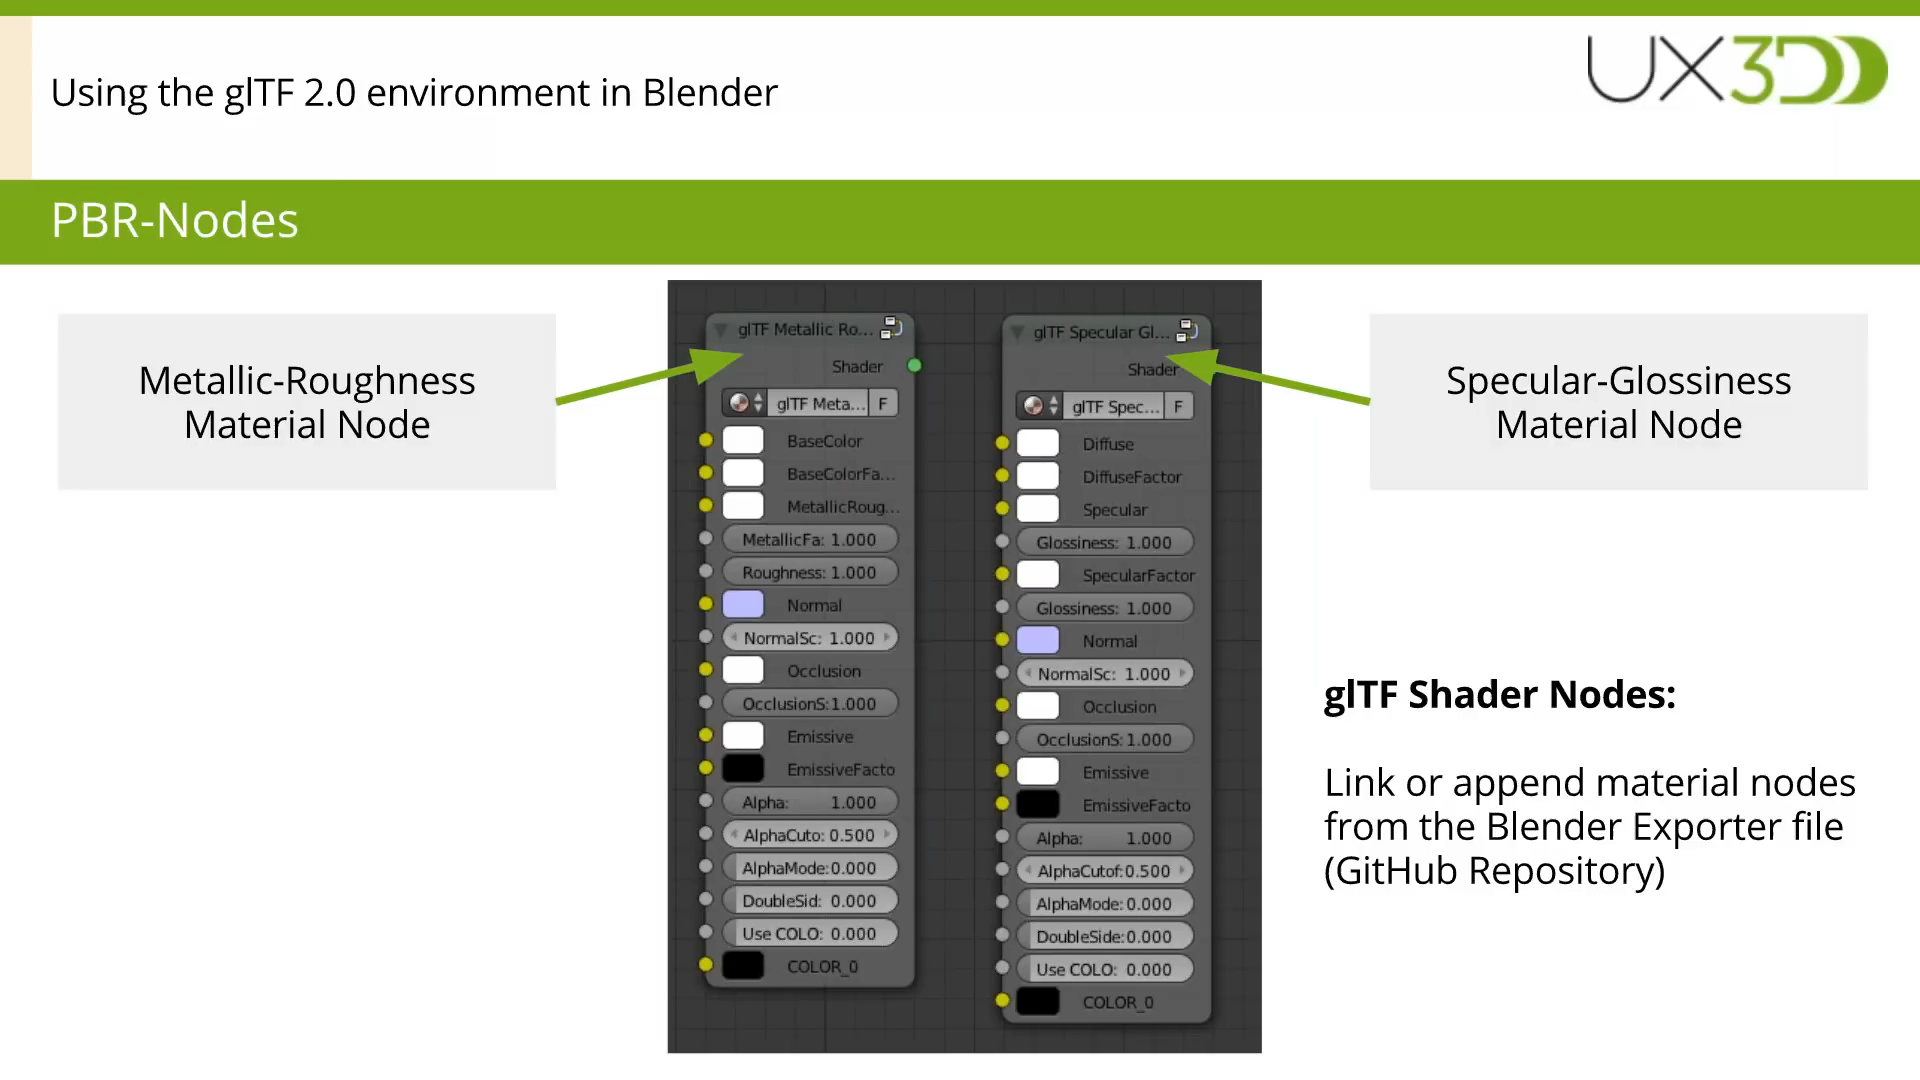 Using the glTF 2.0 environment in Blender
UX3D
PBR-Nodes
Metallic-Roughness
Material Node
glTF Metallic Ro...
Shader
glTF Meta... F
BaseColor
BaseColorFa...
MetallicRoug...
MetallicFa: 1.000
Roughness: 1.000
Normal
NormalSc: 1.000
Occlusion
OcclusionS: 1.000
Emissive
EmissiveFacto
Alpha: 1.000
AlphaCuto: 0.500
AlphaMode: 0.000
DoubleSid: 0.000
Use COLO: 0.000
COLOR_0
glTF Specular Gl...
Shader
glTF Spec... F
Diffuse
DiffuseFactor
Specular
Glossiness: 1.000
SpecularFactor
Glossiness: 1.000
Normal
NormalSc: 1.000
Occlusion
OcclusionS: 1.000
Emissive
EmissiveFacto
Alpha: 1.000
AlphaCutof: 0.500
AlphaMode: 0.000
DoubleSide: 0.000
Use COLO: 0.000
COLOR_0
Specular-Glossiness
Material Node
glTF Shader Nodes:
Link or append material nodes
from the Blender Exporter file
(GitHub Repository)